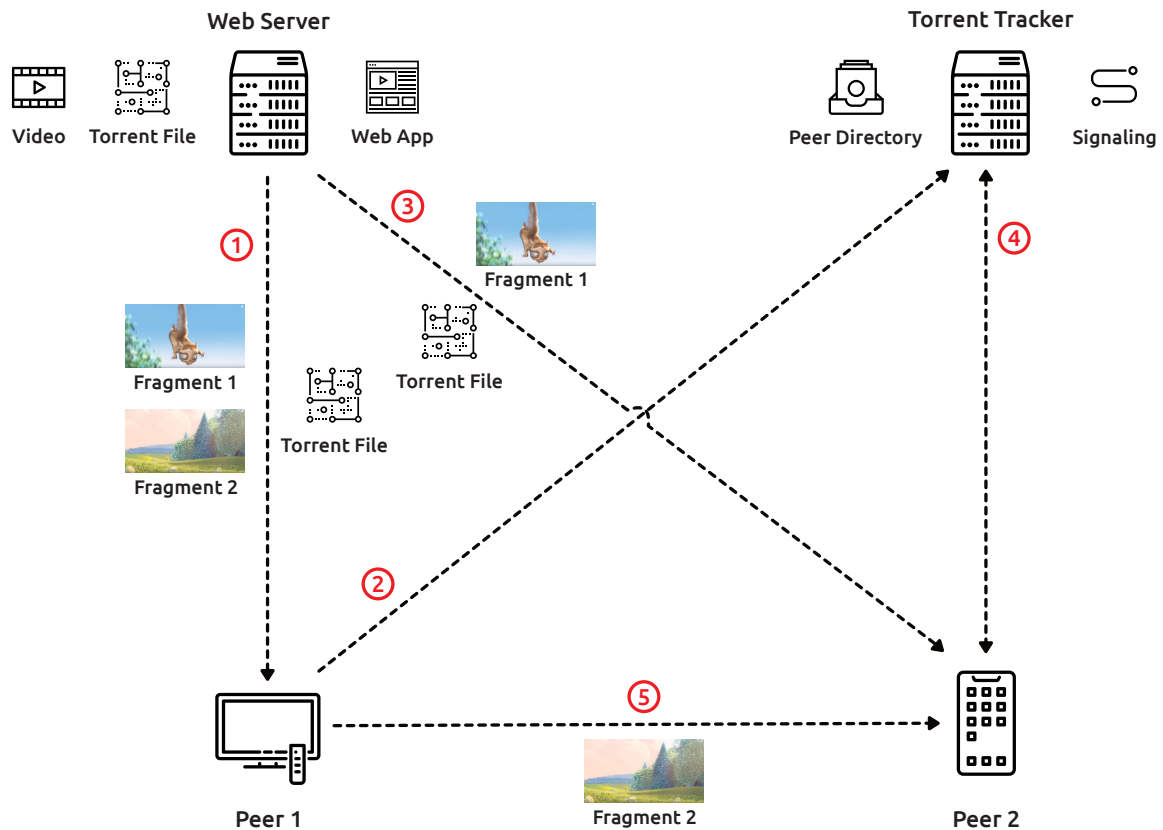 Web Server
Torrent Tracker
Video
Torrent File
Web App
Peer Directory
Signaling
3
1
4
Fragment 1
Fragment 1
Torrent File
Torrent File
Fragment 2
2
5
Fragment 2
Peer 1
Peer 2